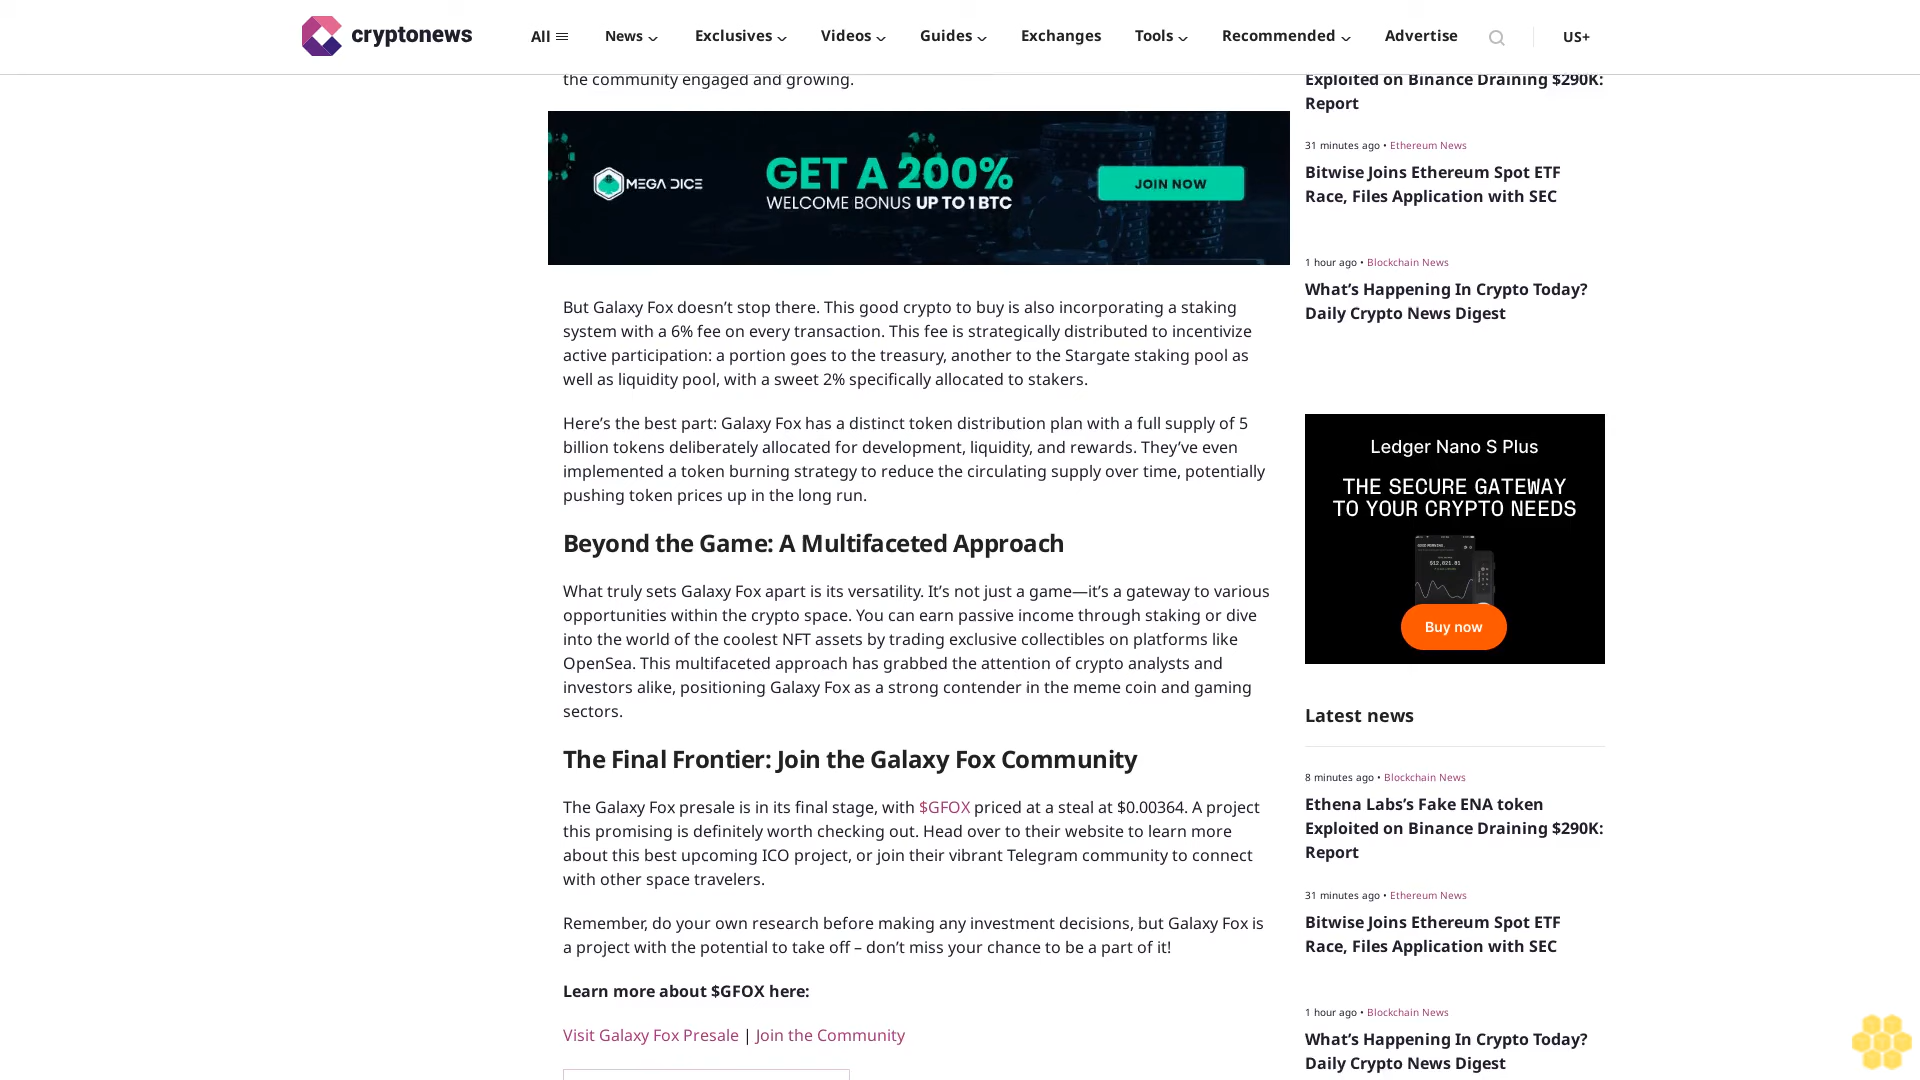 cryptonews
All
News
Exclusives
Videos
Guides
Exchanges
Tools
Recommended
Advertise
US+
the community engaged and growing.
MEGA DICE
GET A 200%
WELCOME BONUS UP TO 1 BTC
JOIN NOW
But Galaxy Fox doesn’t stop there. This good crypto to buy is also incorporating a staking
system with a 6% fee on every transaction. This fee is strategically distributed to incentivize
active participation: a portion goes to the treasury, another to the Stargate staking pool as
well as liquidity pool, with a sweet 2% specifically allocated to stakers.
Here’s the best part: Galaxy Fox has a distinct token distribution plan with a full supply of 5
billion tokens deliberately allocated for development, liquidity, and rewards. They’ve even
implemented a token burning strategy to reduce the circulating supply over time, potentially
pushing token prices up in the long run.
Beyond the Game: A Multifaceted Approach
What truly sets Galaxy Fox apart is its versatility. It’s not just a game—it’s a gateway to various
opportunities within the crypto space. You can earn passive income through staking or dive
into the world of the coolest NFT assets by trading exclusive collectibles on platforms like
OpenSea. This multifaceted approach has grabbed the attention of crypto analysts and
investors alike, positioning Galaxy Fox as a strong contender in the meme coin and gaming
sectors.
The Final Frontier: Join the Galaxy Fox Community
The Galaxy Fox presale is in its final stage, with $GFOX priced at a steal at $0.00364. A project
this promising is definitely worth checking out. Head over to their website to learn more
about this best upcoming ICO project, or join their vibrant Telegram community to connect
with other space travelers.
Remember, do your own research before making any investment decisions, but Galaxy Fox is
a project with the potential to take off – don’t miss your chance to be a part of it!
Learn more about $GFOX here:
Visit Galaxy Fox Presale | Join the Community
Exploited on Binance Draining $290K:
Report
31 minutes ago • Ethereum News
Bitwise Joins Ethereum Spot ETF
Race, Files Application with SEC
1 hour ago • Blockchain News
What’s Happening In Crypto Today?
Daily Crypto News Digest
Ledger Nano S Plus
THE SECURE GATEWAY
TO YOUR CRYPTO NEEDS
$12,821.01
Buy now
Latest news
8 minutes ago • Blockchain News
Ethena Labs’s Fake ENA token
Exploited on Binance Draining $290K:
Report
31 minutes ago • Ethereum News
Bitwise Joins Ethereum Spot ETF
Race, Files Application with SEC
1 hour ago • Blockchain News
What’s Happening In Crypto Today?
Daily Crypto News Digest